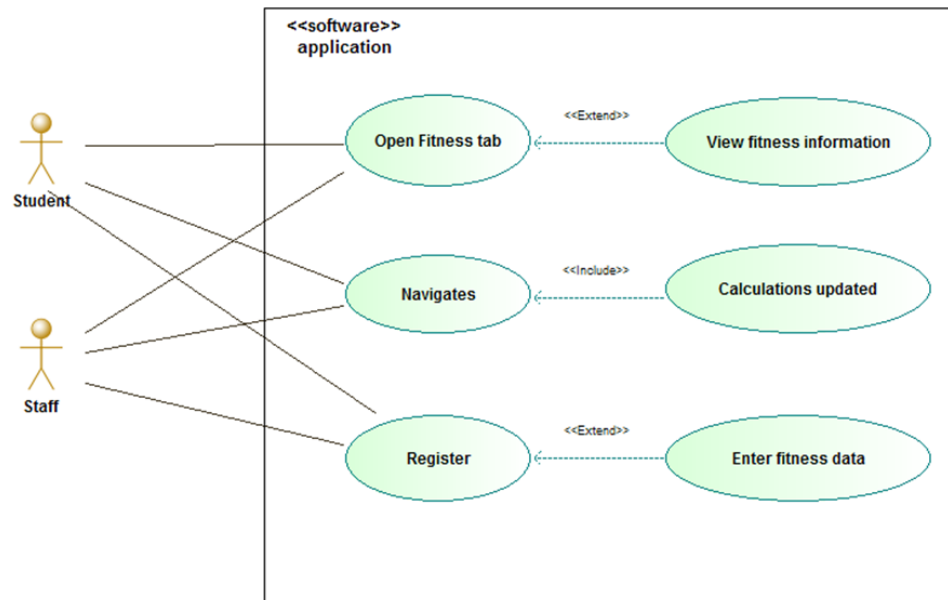 <<software>>
application
Open Fitness tab
<<Extend>>
View fitness information
Student
Navigates
<<Include>>
Calculations updated
Staff
Register
<<Extend>>
Enter fitness data